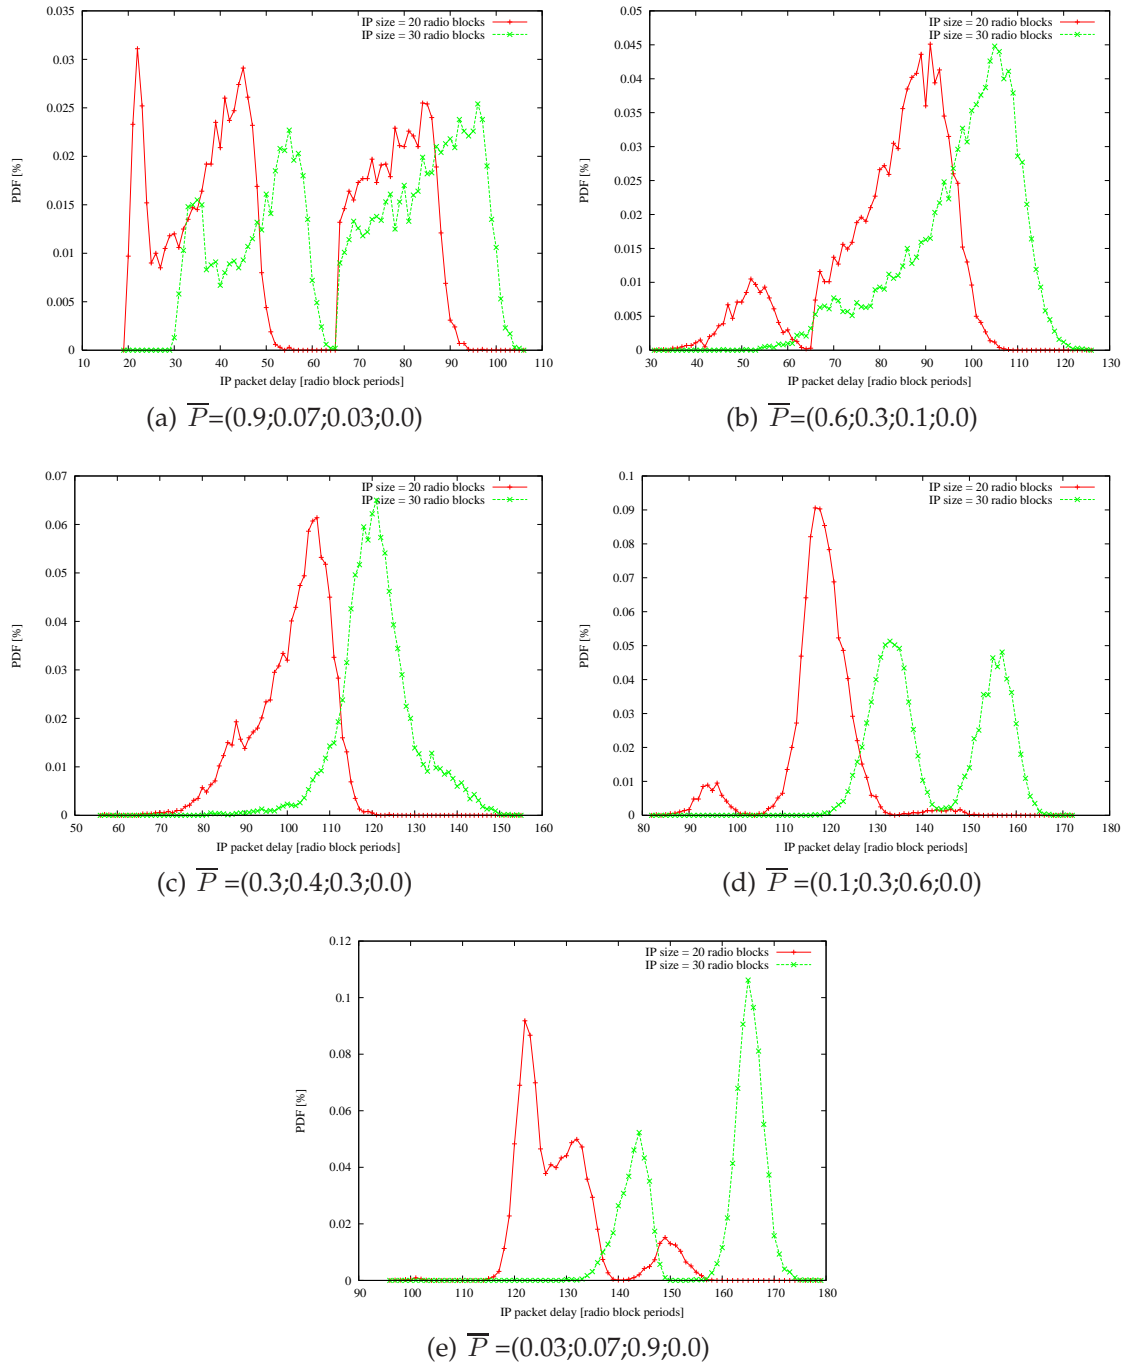 0.035
IP size = 20 radio blocks
IP size = 30 radio blocks
0.03
0.025
0.02
PDF [%]
0.015
0.01
0.005
0
10 20 30 40 50 60 70 80 90 100 110
IP packet delay [radio block periods]
(a) P=(0.9;0.07;0.03;0.0)
0.05
IP size = 20 radio blocks
IP size = 30 radio blocks
0.045
0.04
0.035
0.03
PDF [%]
0.025
0.02
0.015
0.01
0.005
0
30 40 50 60 70 80 90 100 110 120 130
IP packet delay [radio block periods]
(b) P=(0.6;0.3;0.1;0.0)
0.07
IP size = 20 radio blocks
IP size = 30 radio blocks
0.06
0.05
0.04
PDF [%]
0.03
0.02
0.01
0
50 60 70 80 90 100 110 120 130 140 150 160
IP packet delay [radio block periods]
(c) P =(0.3;0.4;0.3;0.0)
0.1
IP size = 20 radio blocks
IP size = 30 radio blocks
0.09
0.08
0.07
0.06
PDF [%]
0.05
0.04
0.03
0.02
0.01
0
80 90 100 110 120 130 140 150 160 170 180
IP packet delay [radio block periods]
(d) P =(0.1;0.3;0.6;0.0)
0.12
IP size = 20 radio blocks
IP size = 30 radio blocks
0.1
0.08
PDF [%]
0.06
0.04
0.02
0
90 100 110 120 130 140 150 160 170 180
IP packet delay [radio block periods]
(e) P =(0.03;0.07;0.9;0.0)